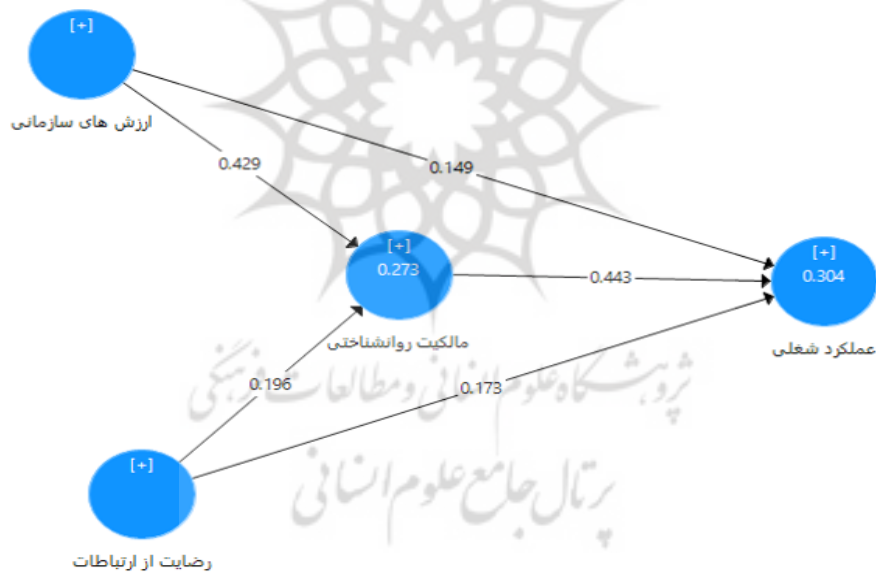 [+]
ارزش های سازمانی
0.149
0.429
[+]
0.273
مالکیت روانشناختی
0.443
[+]
0.304
عملکرد شغلی
0.196
0.173
پژوهشگاه علوم انسانی و مطالعات فرهنگی
[+]
رضایت از ارتباطات
پرتال جامع علوم انسانی